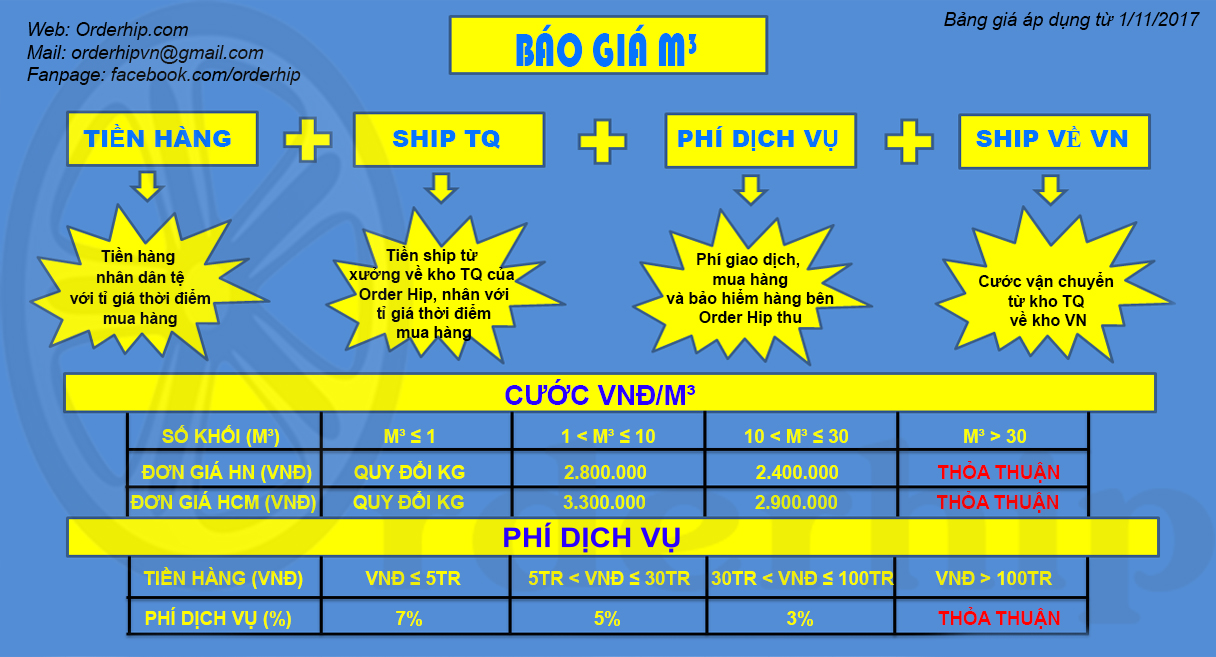 Web: Orderhip.com
Mail: orderhipvn@gmail.com
Fanpage: facebook.com/orderhip
Bảng giá áp dụng từ 1/11/2017
BÁO GIÁ M³
TIỀN HÀNG + SHIP TQ + PHÍ DỊCH VỤ + SHIP VỀ VN
Tiền hàng
nhân dân tệ
với tỉ giá thời điểm
mua hàng
Tiền ship từ
xưởng về kho TQ của
Order Hip, nhân với
tỉ giá thời điểm
mua hàng
Phí giao dịch,
mua hàng
và bảo hiểm hàng bên
Order Hip thu
Cước vận chuyển
từ kho TQ
về kho VN
CƯỚC VNĐ/M³
SỐ KHỐI (M³) M³ ≤ 1 1 < M³ ≤ 10 10 < M³ ≤ 30 M³ > 30
ĐƠN GIÁ HN (VNĐ) QUY ĐỔI KG 2.800.000 2.400.000 THỎA THUẬN
ĐƠN GIÁ HCM (VNĐ) QUY ĐỔI KG 3.300.000 2.900.000 THỎA THUẬN
PHÍ DỊCH VỤ
TIỀN HÀNG (VNĐ) VNĐ ≤ 5TR 5TR < VNĐ ≤ 30TR 30TR < VNĐ ≤ 100TR VNĐ > 100TR
PHÍ DỊCH VỤ (%) 7% 5% 3% THỎA THUẬN
Orderhip